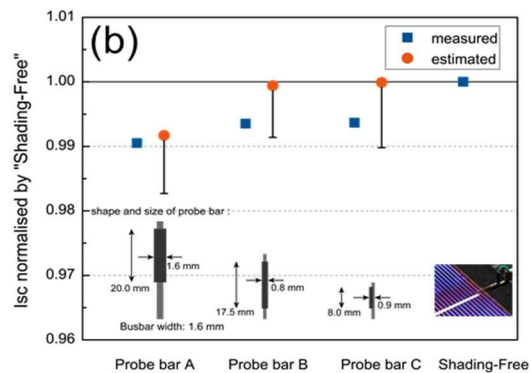 (b)
measured
estimated
Isc normalised by "Shading-Free"
1.01
1.00
0.99
0.98
0.97
0.96
shape and size of probe bar :
1.6 mm
20.0 mm
Busbar width: 1.6 mm
0.8 mm
17.5 mm
0.9 mm
8.0 mm
Probe bar A
Probe bar B
Probe bar C
Shading-Free